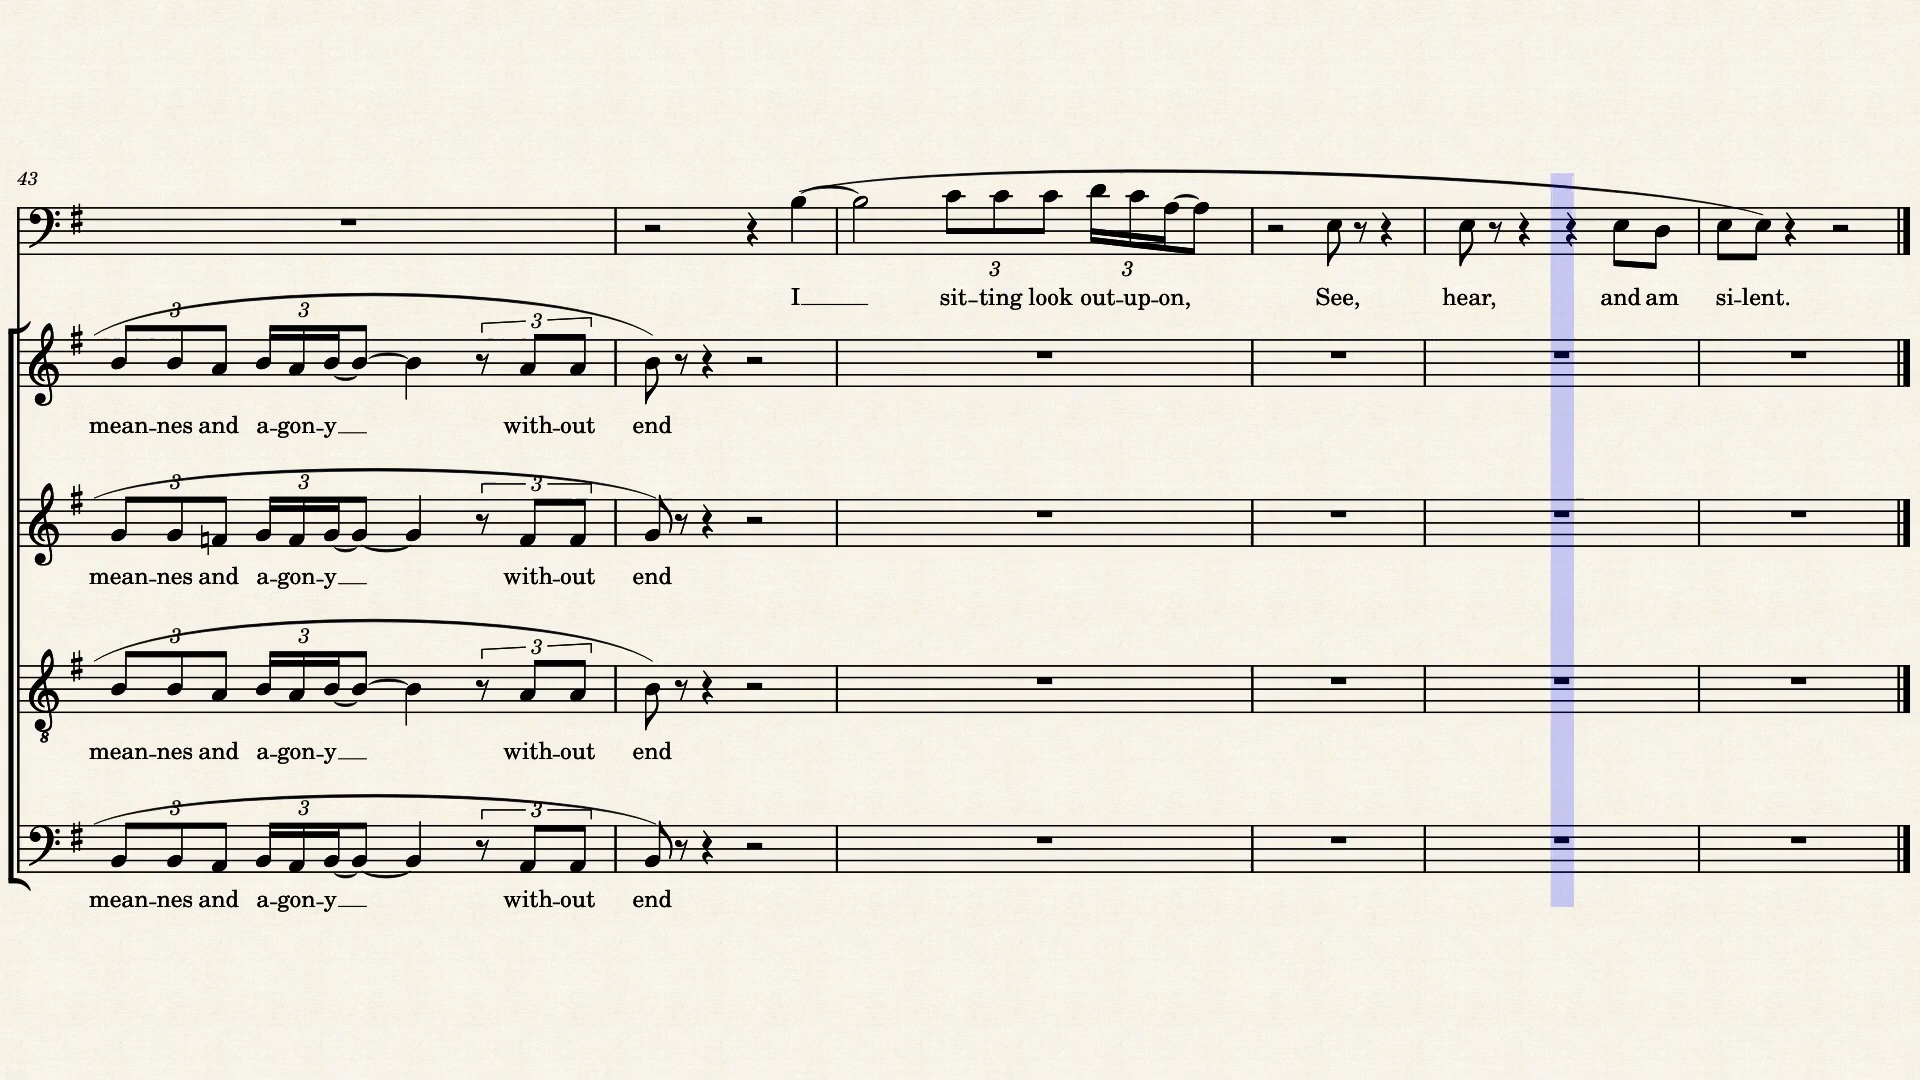 43
3 3
I sit-ting look out-up-on, See, hear, and am si-lent.
3 3 3
mean-nes and a-gon-y without end
3 3 3
mean-nes and a-gon-y with-out end
3 3 3
8
mean-nes and a-gon-y with-out end
3 3 3
mean-nes and a-gon-y with-out end